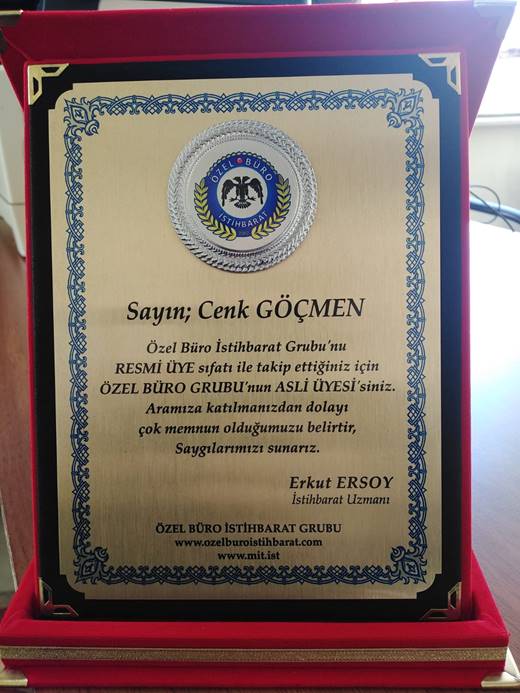 ÖZEL BÜRO
İSTİHBARAT
Sayın; Cenk GÖÇMEN
Özel Büro İstihbarat Grubu'nu
RESMİ ÜYE sıfatı ile takip ettiğiniz için
ÖZEL BÜRO GRUBU'nun ASLİ ÜYESİ'siniz.
Aramıza katılmanızdan dolayı
çok memnun olduğumuzu belirtir,
Saygılarımızı sunarız.
Erkut ERSOY
İstihbarat Uzmanı
ÖZEL BÜRO İSTİHBARAT GRUBU
www.ozelburoistihbarat.com
www.mit.ist